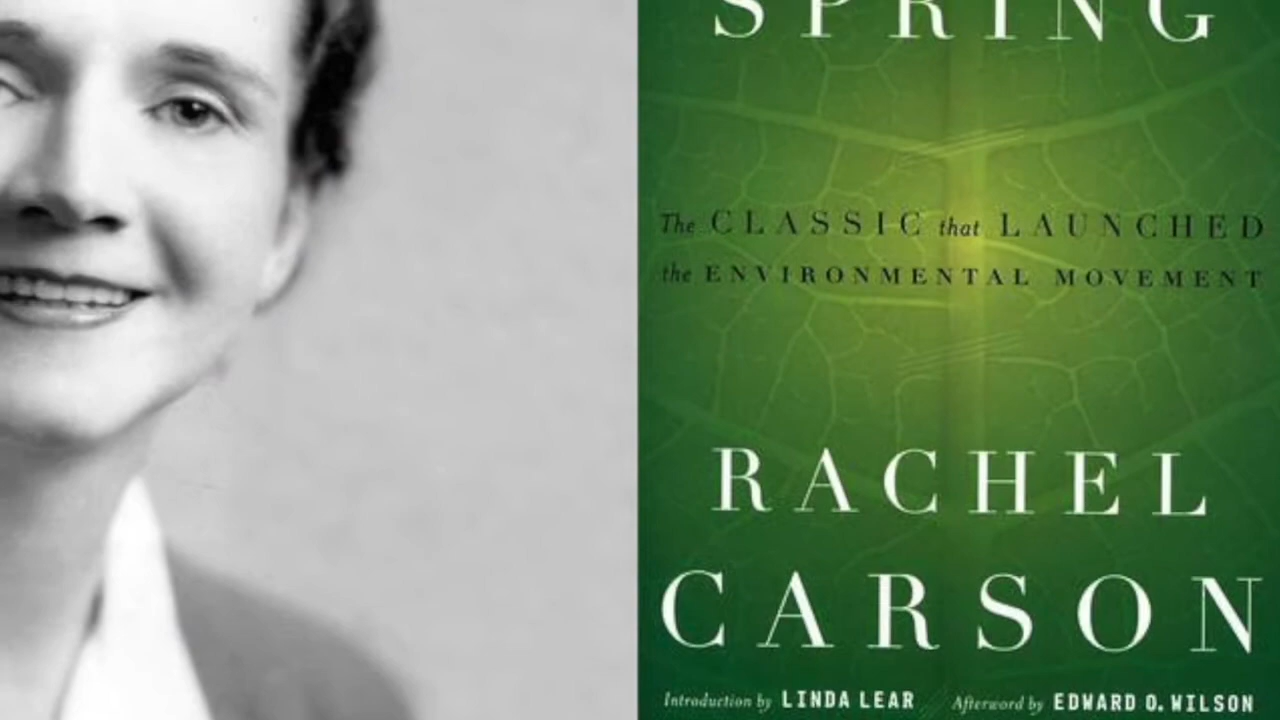 SPRING
The CLASSIC that LAUNCHED
the ENVIRONMENTAL MOVEMENT
RACHEL
CARSON
Introduction by LINDA LEAR Afterword by EDWARD O. WILSON